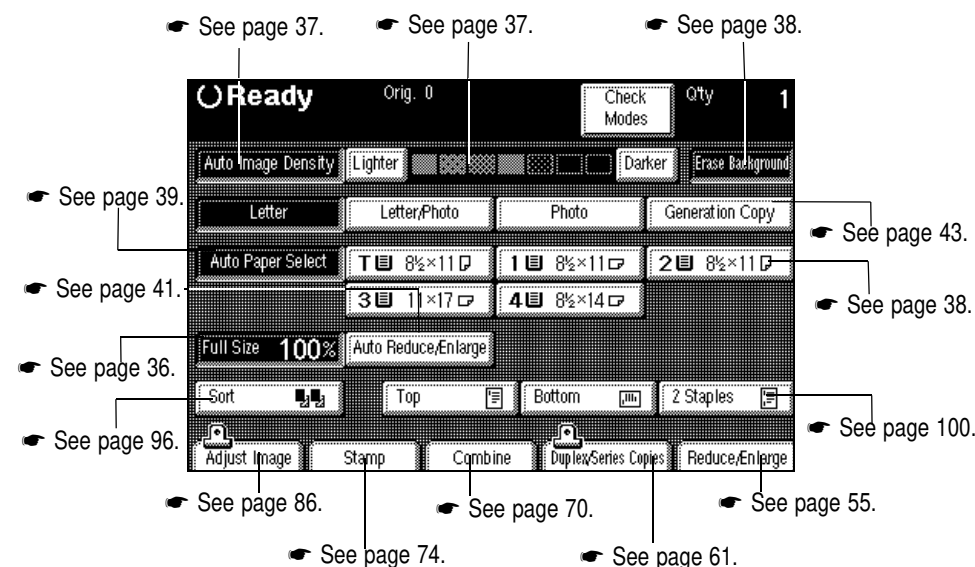 ☛ See page 37. ☛ See page 37. ☛ See page 38.
Ready Orig. 0 Check Modes Q'ty 1
Auto Image Density Lighter Darker Erase Background
☛ See page 39.
Letter Letter/Photo Photo Generation Copy
☛ See page 43.
Auto Paper Select T 8½×11 1 8½×11 2 8½×11
☛ See page 41.
3 11×17 4 8½×14
☛ See page 38.
Full Size 100% Auto Reduce/Enlarge
☛ See page 36.
Sort Top Bottom 2 Staples
☛ See page 96. ☛ See page 100.
Adjust Image Stamp Combine Duplex/Series Copies Reduce/Enlarge
☛ See page 86. ☛ See page 70. ☛ See page 55.
☛ See page 74. ☛ See page 61.